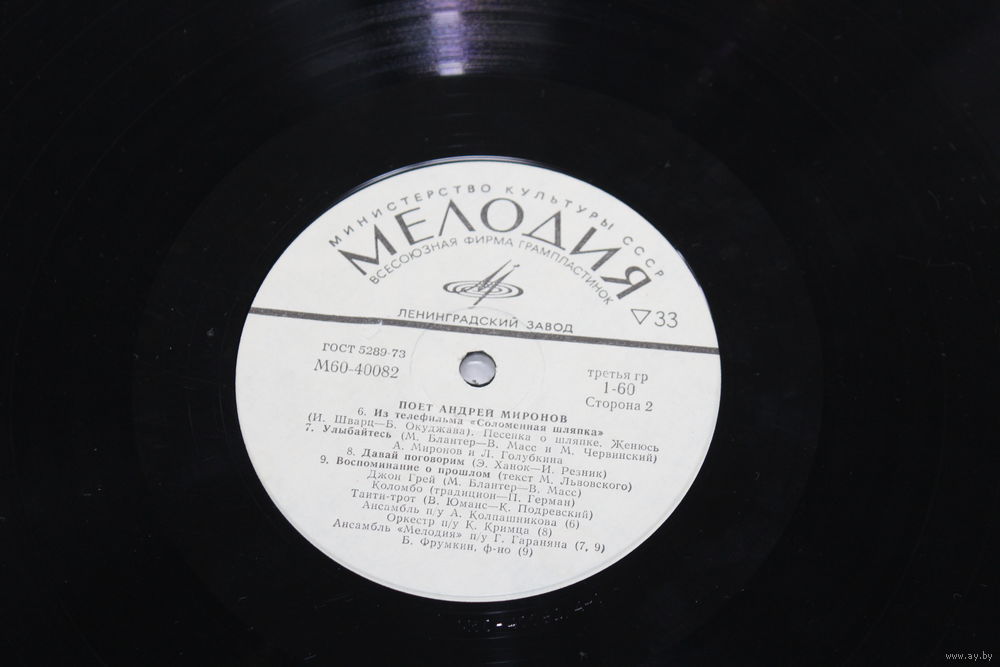 МИНИСТЕРСТВО КУЛЬТУРЫ СССР
МЕЛОДИЯ
ВСЕСОЮЗНАЯ ФИРМА ГРАМПЛАСТИНОК
ЛЕНИНГРАДСКИЙ ЗАВОД
▽33
ГОСТ 5289-73
М60-40082
третья гр
1-60
Сторона 2
ПОЕТ АНДРЕЙ МИРОНОВ
6. Из телефильма «Соломенная шляпка»
(И. Шварц—Б. Окуджава). Песенка о шляпке. Женюсь
7. Улыбайтесь (М. Блантер—В. Масс и М. Червинский)
А. Миронов и Л. Голубкина
8. Давай поговорим (Э. Ханок—И. Резник)
9. Воспоминание о прошлом (текст М. Львовского)
Джон Грей (М. Блантер—В. Масс)
Коломбо (традицион—П. Герман)
Таити-трот (В. Юманс—К. Подревский)
Ансамбль п/у А. Колпашникова (6)
Оркестр п/у К. Кримца (8)
Ансамбль «Мелодия» п/у Г. Гараняна (7, 9)
Б. Фрумкин, ф-но (9)
www.ay.by